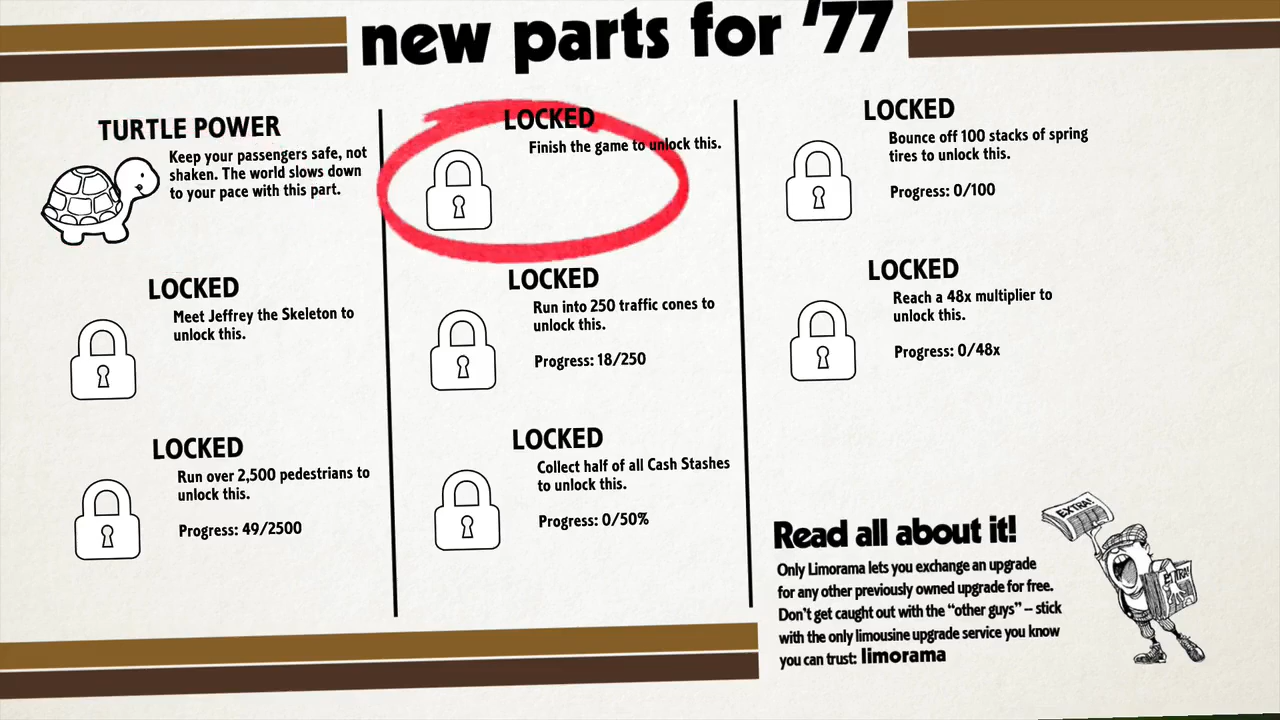 new parts for '77
TURTLE POWER
Keep your passengers safe, not
shaken. The world slows down
to your pace with this part.
LOCKED
Meet Jeffrey the Skeleton to
unlock this.
LOCKED
Run over 2,500 pedestrians to
unlock this.
Progress: 49/2500
LOCKED
Finish the game to unlock this.
LOCKED
Run into 250 traffic cones to
unlock this.
Progress: 18/250
LOCKED
Collect half of all Cash Stashes
to unlock this.
Progress: 0/50%
LOCKED
Bounce off 100 stacks of spring
tires to unlock this.
Progress: 0/100
LOCKED
Reach a 48x multiplier to
unlock this.
Progress: 0/48x
Read all about it!
Only Limorama lets you exchange an upgrade
for any other previously owned upgrade for free.
Don't get caught out with the "other guys" – stick
with the only limousine upgrade service you know
you can trust: limorama
EXTRA!
EXTRA!